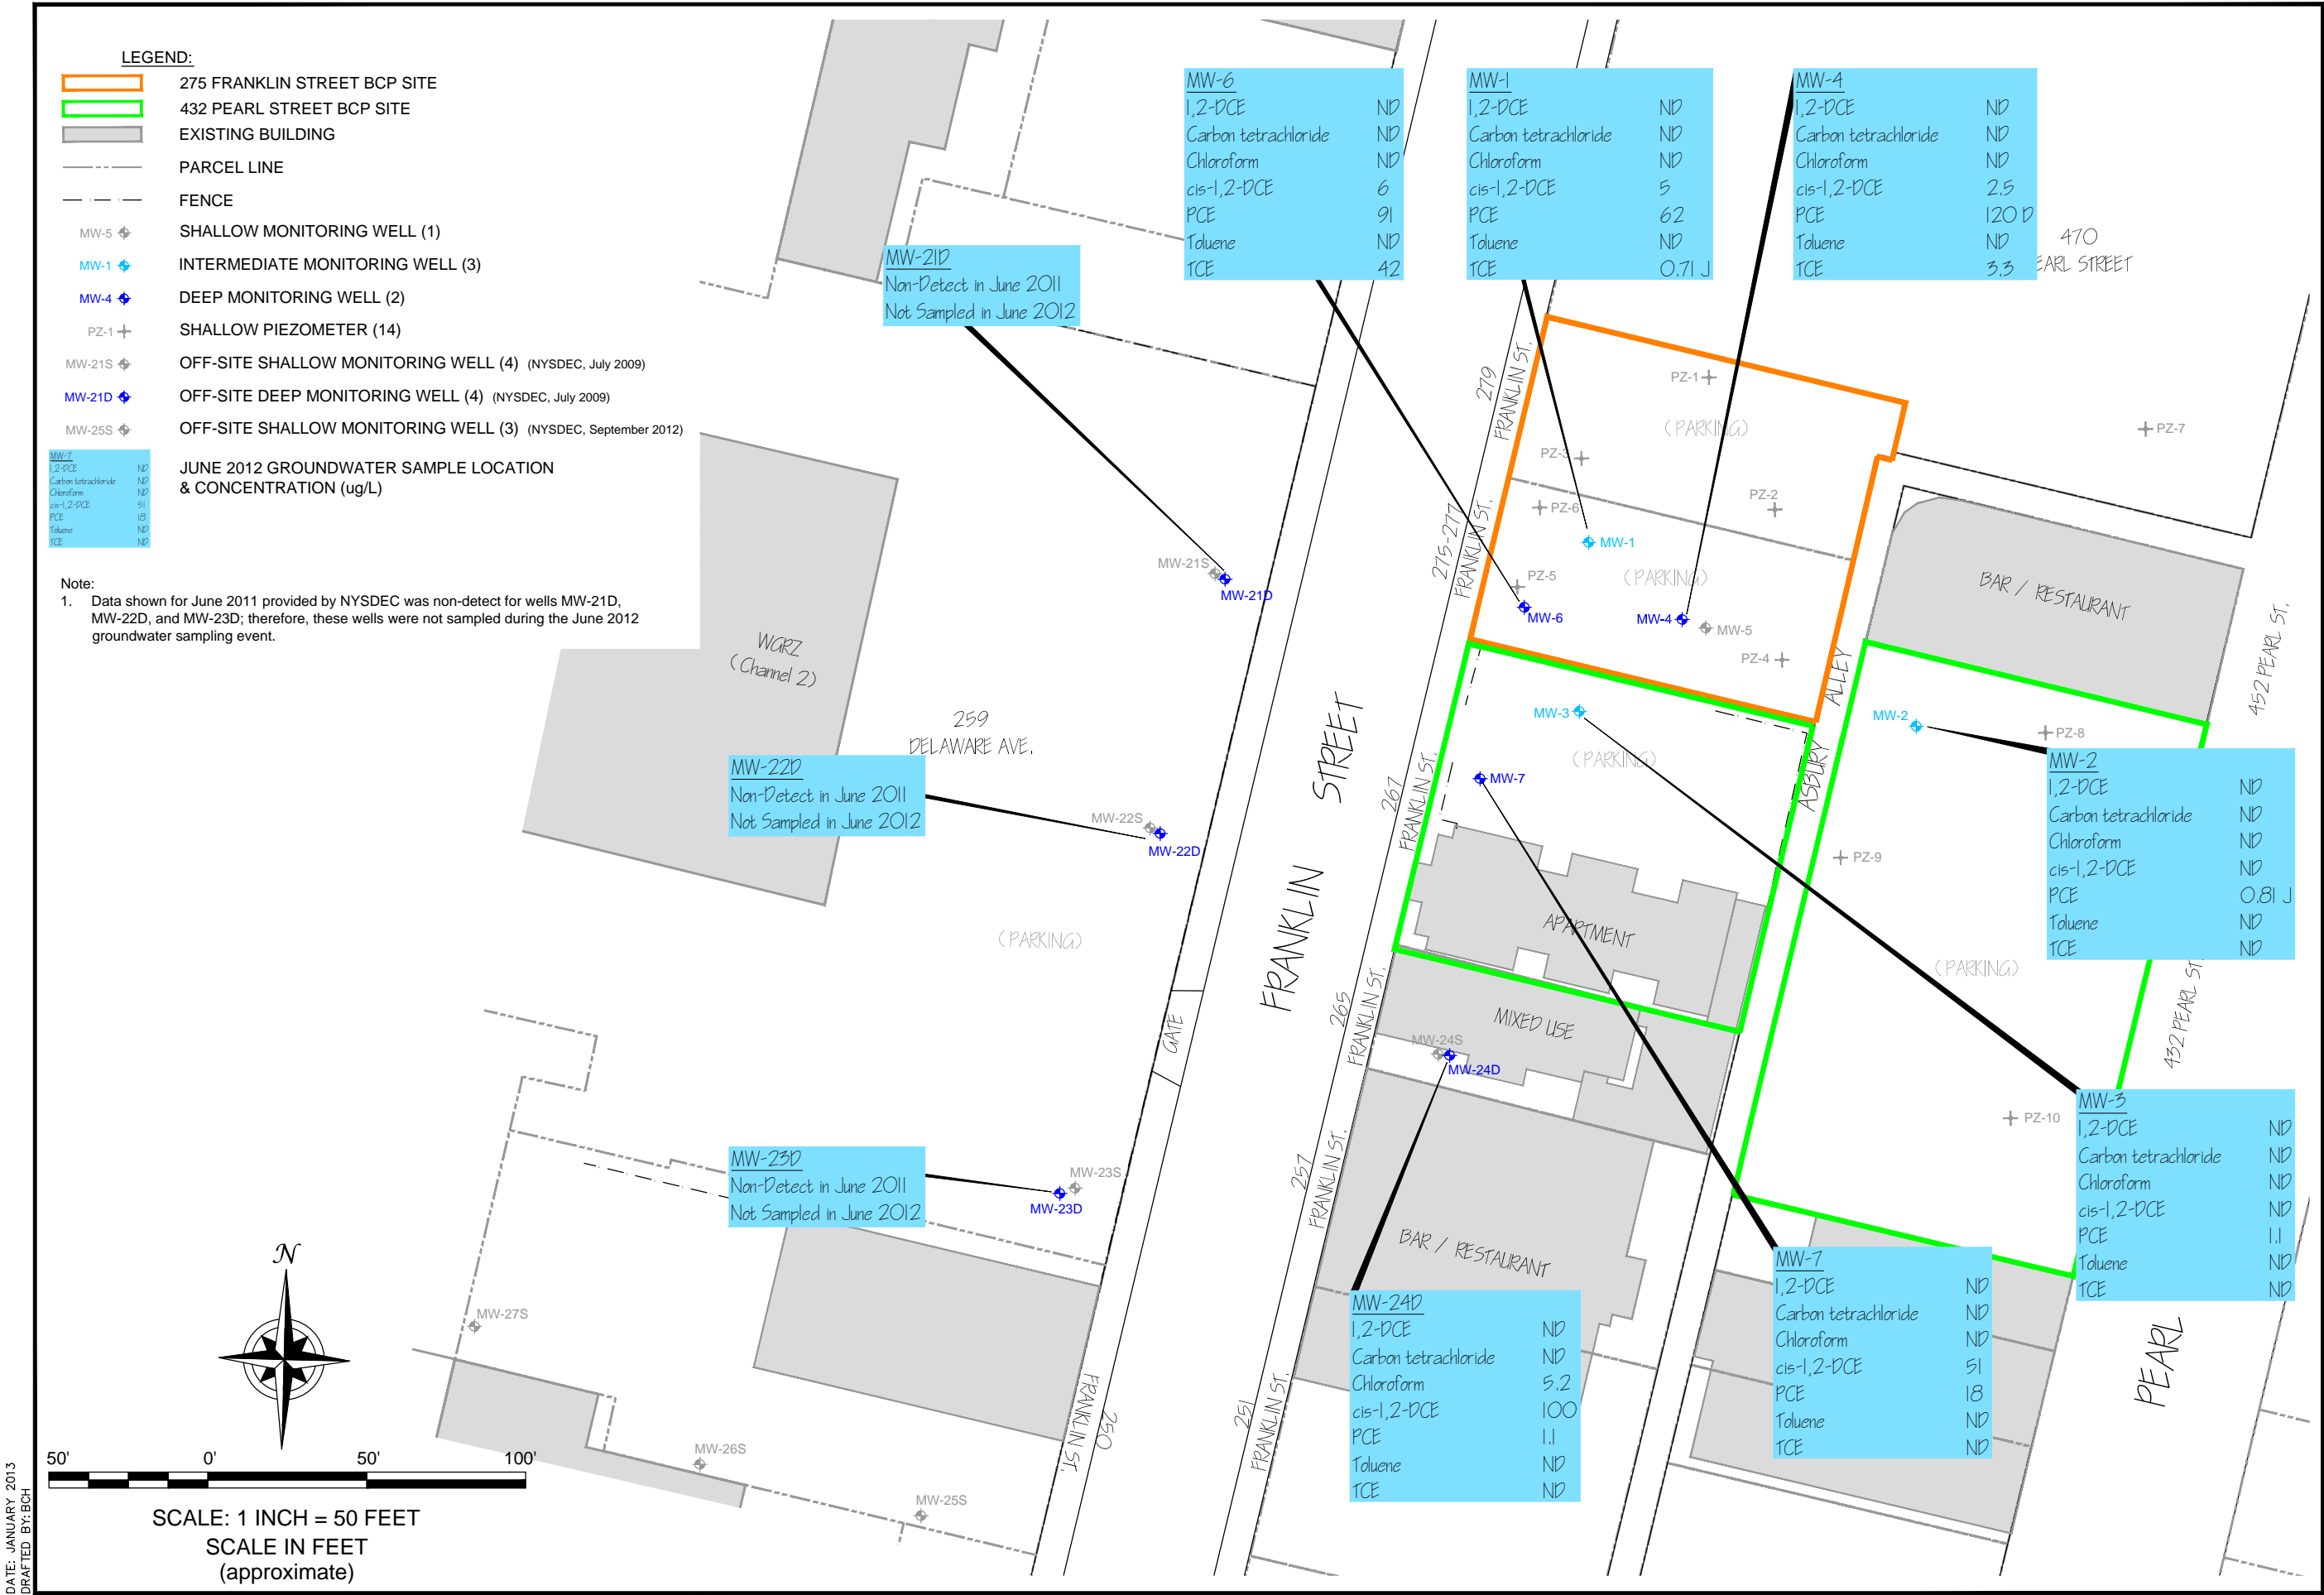 LEGEND:
275 FRANKLIN STREET BCP SITE
432 PEARL STREET BCP SITE
EXISTING BUILDING
PARCEL LINE
FENCE
MW-5 SHALLOW MONITORING WELL (1)
MW-1 INTERMEDIATE MONITORING WELL (3)
MW-4 DEEP MONITORING WELL (2)
PZ-1 SHALLOW PIEZOMETER (14)
MW-21S OFF-SITE SHALLOW MONITORING WELL (4) (NYSDEC, July 2009)
MW-21D OFF-SITE DEEP MONITORING WELL (4) (NYSDEC, July 2009)
MW-25S OFF-SITE SHALLOW MONITORING WELL (3) (NYSDEC, September 2012)
MW-7
1,2-DCE ND
Carbon tetrachloride ND
Chloroform ND
cis-1,2-DCE 51
PCE 18
Toluene ND
TCE ND
JUNE 2012 GROUNDWATER SAMPLE LOCATION
& CONCENTRATION (ug/L)
Note:
1. Data shown for June 2011 provided by NYSDEC was non-detect for wells MW-21D,
MW-22D, and MW-23D; therefore, these wells were not sampled during the June 2012
groundwater sampling event.
MW-6
1,2-DCE ND
Carbon tetrachloride ND
Chloroform ND
cis-1,2-DCE 6
PCE 91
Toluene ND
TCE 42
MW-1
1,2-DCE ND
Carbon tetrachloride ND
Chloroform ND
cis-1,2-DCE 5
PCE 62
Toluene ND
TCE 0.71 J
MW-4
1,2-DCE ND
Carbon tetrachloride ND
Chloroform ND
cis-1,2-DCE 2.5
PCE 120 D
Toluene ND
TCE 3.3
470
EARL STREET
MW-21D
Non-Detect in June 2011
Not Sampled in June 2012
279
FRANKLIN ST.
PZ-1
(PARKING)
PZ-3
PZ-7
PZ-2
PZ-6
275-277
FRANKLIN ST.
MW-1
MW-21S
MW-21D
PZ-5
(PARKING)
MW-6
MW-4
MW-5
PZ-4
BAR / RESTAURANT
452 PEARL ST.
WGRZ
(Channel 2)
259
DELAWARE AVE.
FRANKLIN STREET
ASBURY ALLEY
MW-3
(PARKING)
MW-2
PZ-8
MW-7
267
FRANKLIN ST.
MW-22D
Non-Detect in June 2011
Not Sampled in June 2012
MW-22S
MW-22D
MW-2
1,2-DCE ND
Carbon tetrachloride ND
Chloroform ND
cis-1,2-DCE ND
PCE 0.81 J
Toluene ND
TCE ND
PZ-9
APARTMENT
(PARKING)
(PARKING)
432 PEARL ST.
265
FRANKLIN ST.
MIXED USE
MW-24S
MW-24D
GATE
PZ-10
MW-3
1,2-DCE ND
Carbon tetrachloride ND
Chloroform ND
cis-1,2-DCE ND
PCE 1.1
Toluene ND
TCE ND
MW-23D
Non-Detect in June 2011
Not Sampled in June 2012
MW-23S
MW-23D
257
FRANKLIN ST.
BAR / RESTAURANT
MW-7
1,2-DCE ND
Carbon tetrachloride ND
Chloroform ND
cis-1,2-DCE 51
PCE 18
Toluene ND
TCE ND
MW-24D
1,2-DCE ND
Carbon tetrachloride ND
Chloroform 5.2
cis-1,2-DCE 100
PCE 1.1
Toluene ND
TCE ND
PEARL
N
MW-27S
MW-26S
MW-25S
250
FRANKLIN ST.
251
FRANKLIN ST.
50' 0' 50' 100'
SCALE: 1 INCH = 50 FEET
SCALE IN FEET
(approximate)
DATE: JANUARY 2013
DRAFTED BY: BCH